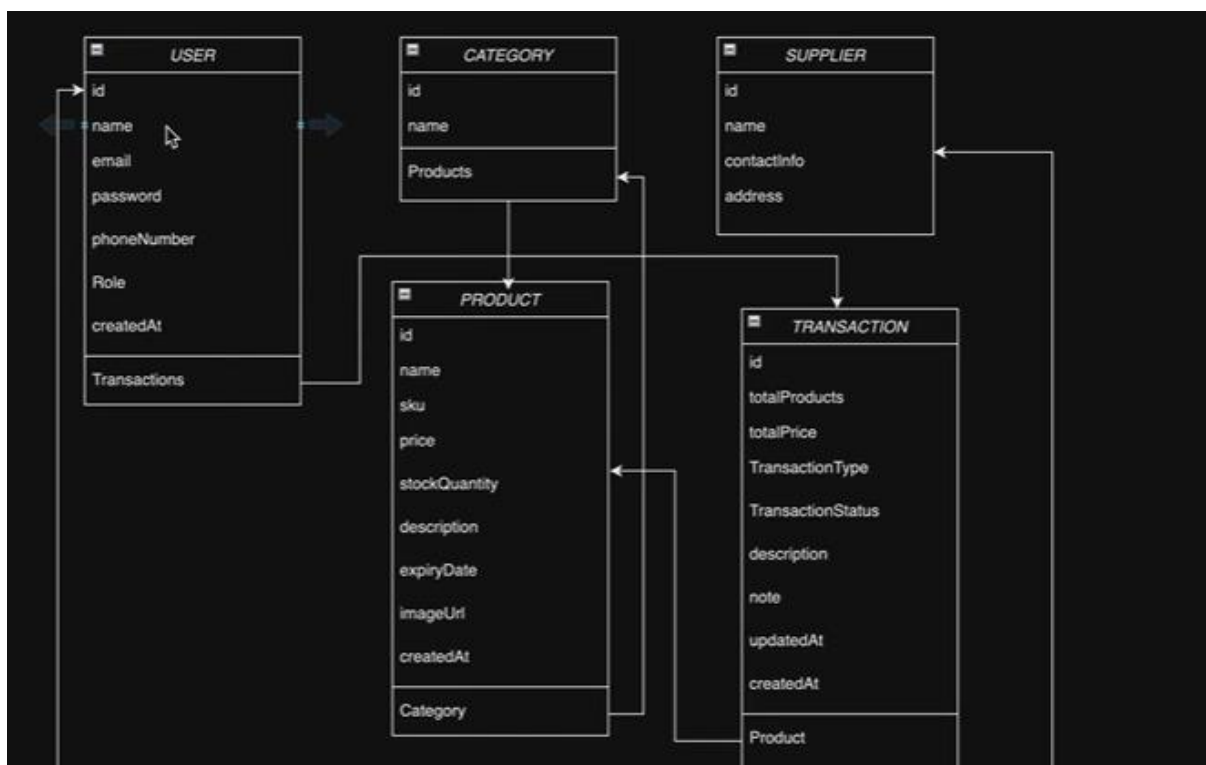 USER
id
name
email
password
phoneNumber
Role
createdAt
Transactions
CATEGORY
id
name
Products
SUPPLIER
id
name
contactInfo
address
PRODUCT
id
name
sku
price
stockQuantity
description
expiryDate
imageUrl
createdAt
Category
TRANSACTION
id
totalProducts
totalPrice
TransactionType
TransactionStatus
description
note
updatedAt
createdAt
Product